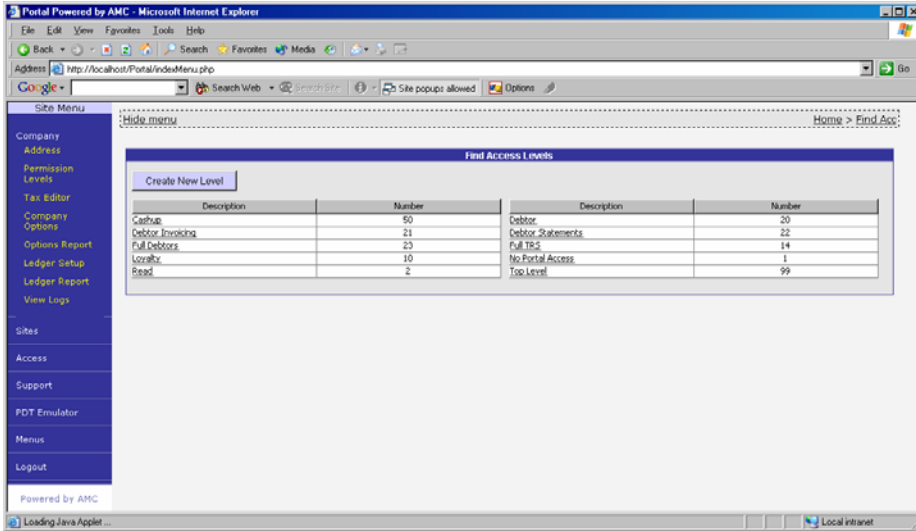 Portal Powered by AMC - Microsoft Internet Explorer
File Edit View Favorites Tools Help
Back Search Favorites Media
Address http://localhost/Portal/indexMenu.php Go
Google Search Web Search Site Site popups allowed Options
Site Menu
Hide menu
Home > Find Acc
Company
Address
Permission Levels
Tax Editor
Company Options
Options Report
Ledger Setup
Ledger Report
View Logs
Sites
Access
Support
PDT Emulator
Menus
Logout
Powered by AMC
Find Access Levels
Create New Level
Description Number Description Number
Cashup 50 Debtor 20
Debtor Invoicing 21 Debtor Statements 22
Full Debtors 23 Full TRS 14
Loyalty 10 No Portal Access 1
Read 2 Top Level 99
Loading Java Applet ... Local intranet